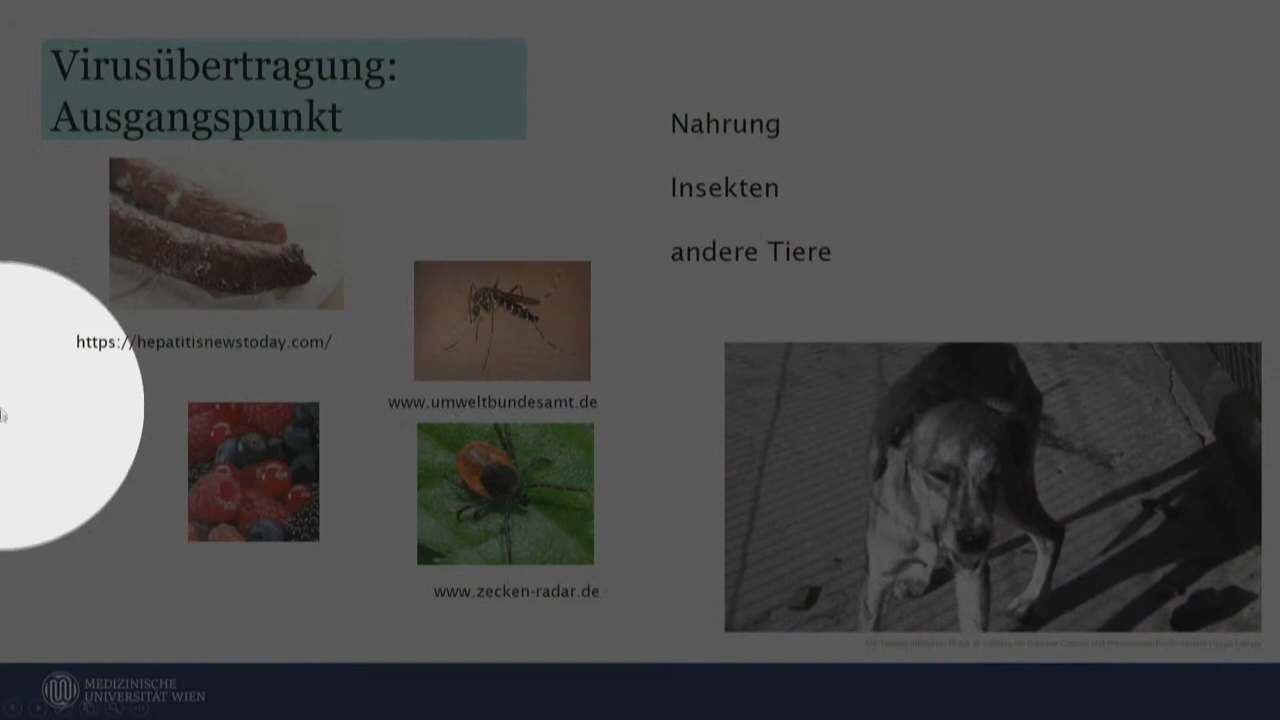 Virusübertragung:
Ausgangspunkt
Nahrung
Insekten
andere Tiere
https://hepatitisnewstoday.com/
www.umweltbundesamt.de
www.zecken-radar.de
MEDIZINISCHE
UNIVERSITÄT WIEN